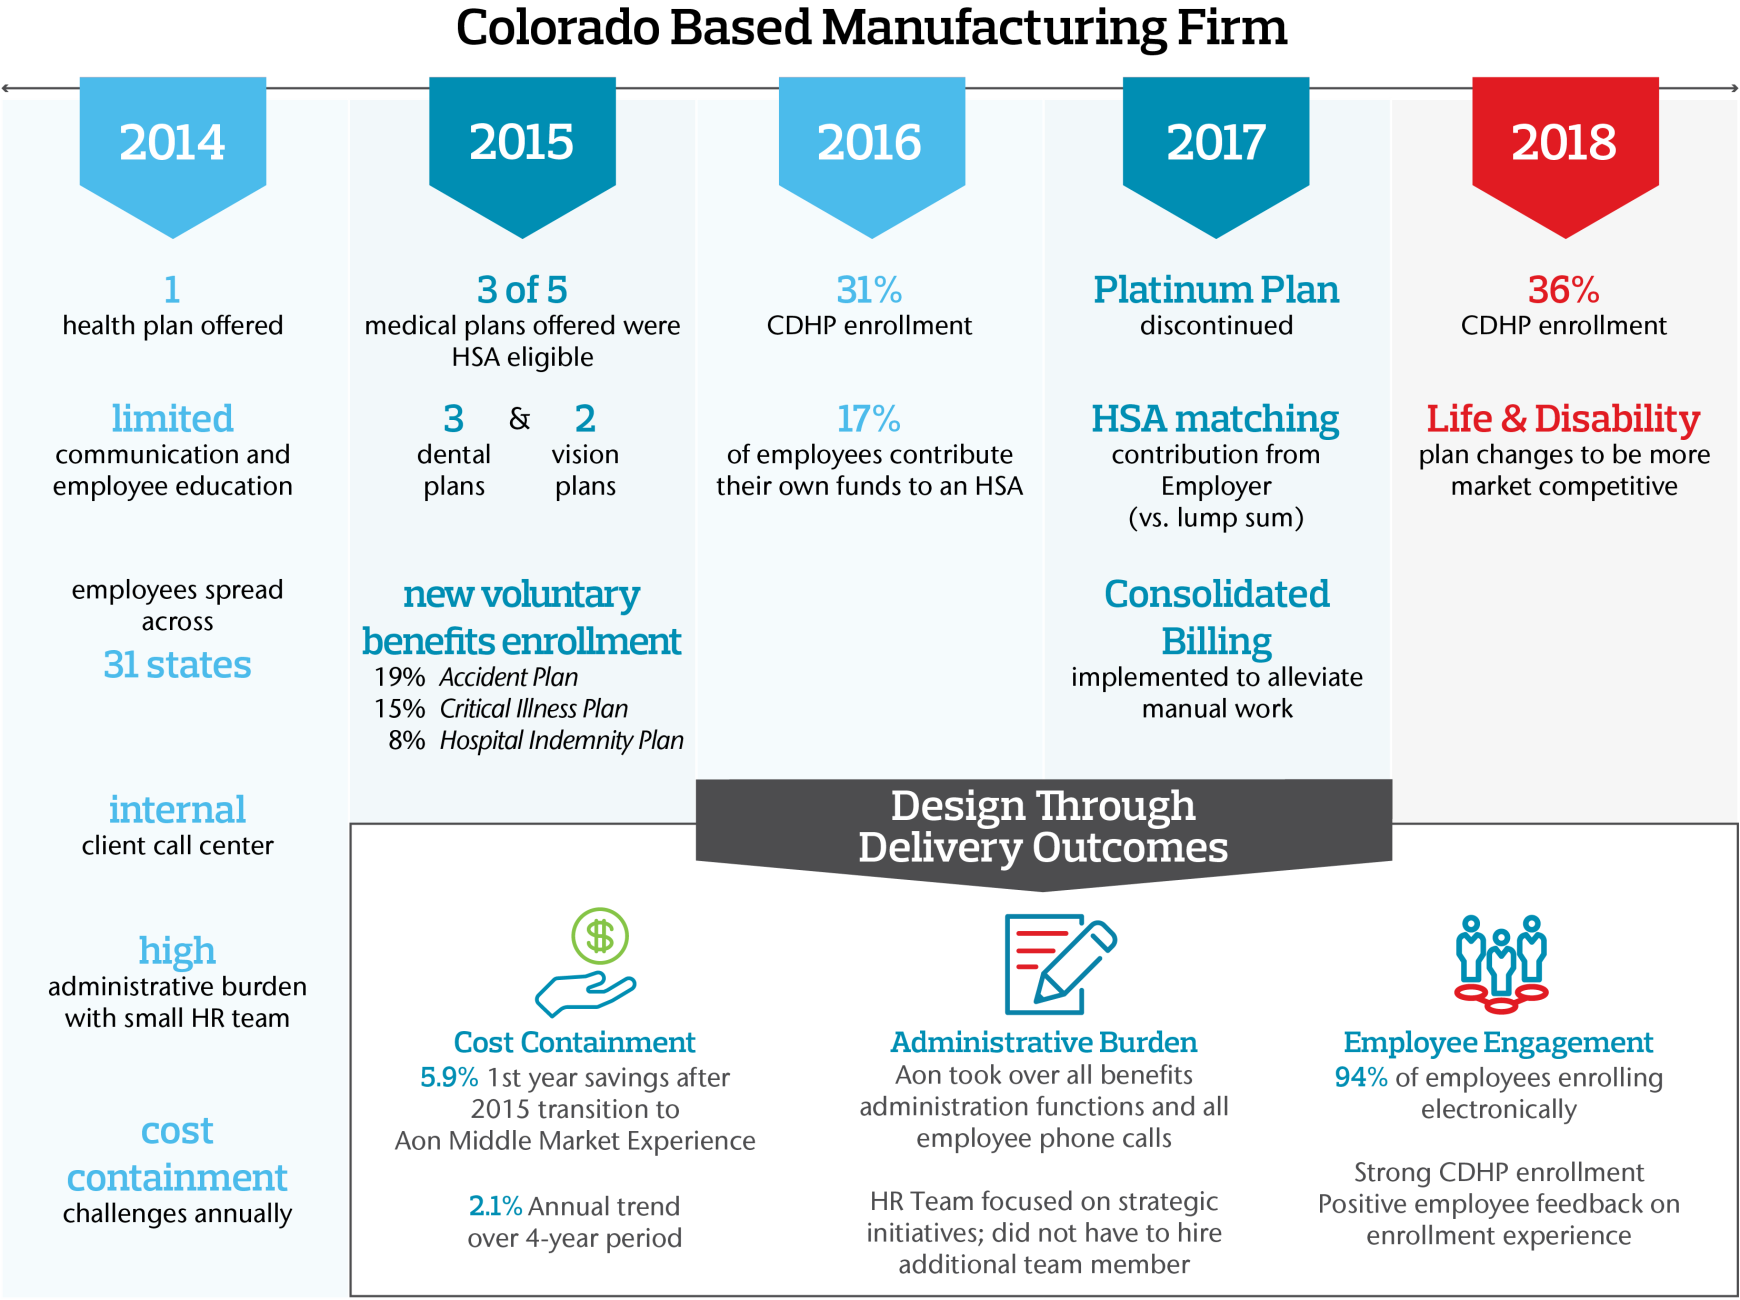 Colorado Based Manufacturing Firm
2014
1
health plan offered
limited
communication and
employee education
employees spread
across
31 states
internal
client call center
high
administrative burden
with small HR team
cost
containment
challenges annually
2015
3 of 5
medical plans offered were
HSA eligible
3 & 2
dental vision
plans plans
new voluntary
benefits enrollment
19% Accident Plan
15% Critical Illness Plan
8% Hospital Indemnity Plan
2016
31%
CDHP enrollment
17%
of employees contribute
their own funds to an HSA
2017
Platinum Plan
discontinued
HSA matching
contribution from
Employer
(vs. lump sum)
Consolidated
Billing
implemented to alleviate
manual work
2018
36%
CDHP enrollment
Life & Disability
plan changes to be more
market competitive
Design Through
Delivery Outcomes
$
Cost Containment
5.9% 1st year savings after
2015 transition to
Aon Middle Market Experience
2.1% Annual trend
over 4-year period
Administrative Burden
Aon took over all benefits
administration functions and all
employee phone calls
HR Team focused on strategic
initiatives; did not have to hire
additional team member
Employee Engagement
94% of employees enrolling
electronically
Strong CDHP enrollment
Positive employee feedback on
enrollment experience